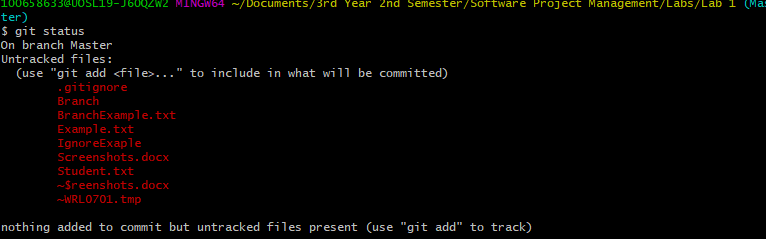 100658633@UOSL19-J6OQZW2 MINGW64 ~/Documents/3rd Year 2nd Semester/Software Project Management/Labs/Lab 1 (Mas
ter)
$ git status
On branch Master
Untracked files:
  (use "git add <file>..." to include in what will be committed)
        .gitignore
        Branch
        BranchExample.txt
        Example.txt
        IgnoreExaple
        Screenshots.docx
        Student.txt
        ~$reenshots.docx
        ~WRL0701.tmp

nothing added to commit but untracked files present (use "git add" to track)